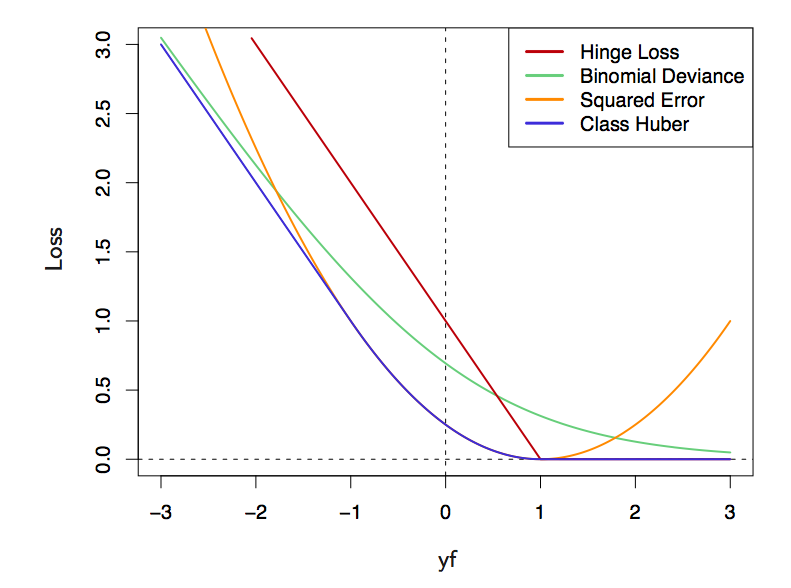 Hinge Loss
Binomial Deviance
Squared Error
Class Huber
Loss
3.0
2.5
2.0
1.5
1.0
0.5
0.0
−3 −2 −1 0 1 2 3
yf